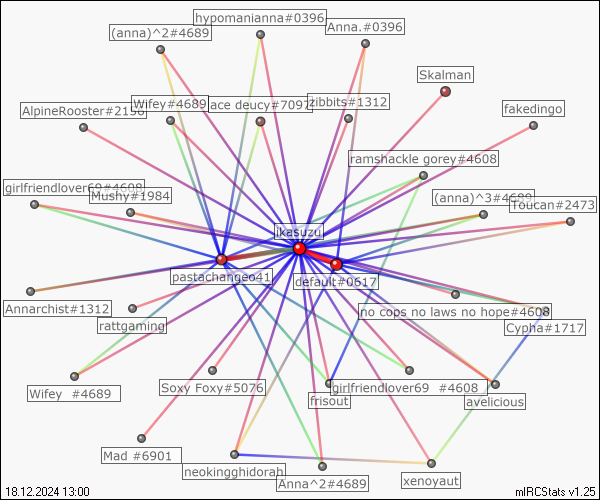 hypomanianna#0396
(anna)^2#4689
Anna.#0396
Skalman
AlpineRooster#2198
Wifey#4689
ace deucy#7097
zibbits#1312
fakedingo
ramshackle gorey#4608
girlfriendlover69#4608
Mushy#1984
(anna)^3#4689
Toucan#2473
ikasuzu
pastachange641
default#0617
Annarchist#1312
rattgaming
no cops no laws no hope#4608
Cypha#1717
Wifey #4689
Soxy Foxy#5076
girlfriendlover69 #4608
frisout
avelicious
Mad #6901
neokingghidorah
Anna^2#4689
xenoyaut
18.12.2024 13:00
mIRCStats v1.25